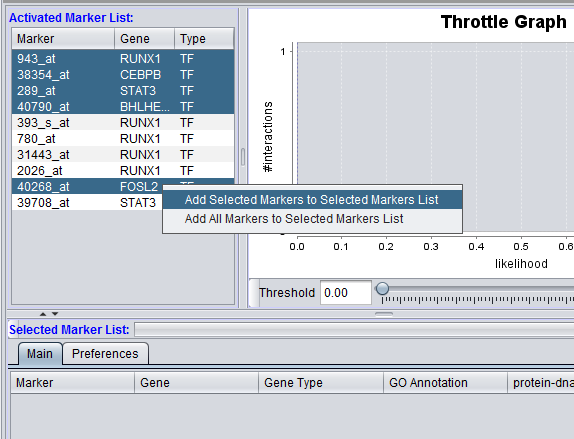 Activated Marker List:
Marker Gene Type
943_at RUNX1 TF
38354_at CEBPB TF
289_at STAT3 TF
40790_at BHLHE... TF
393_s_at RUNX1 TF
780_at RUNX1 TF
31443_at RUNX1 TF
2026_at RUNX1 TF
40268_at FOSL2 TF
39708_at STAT3
Add Selected Markers to Selected Markers List
Add All Markers to Selected Markers List
Throttle Graph
1
#interactions
0
0.0 0.1 0.2 0.3 0.4 0.5 0.6
likelihood
Threshold 0.00
Selected Marker List:
Main Preferences
Marker Gene Gene Type GO Annotation protein-dna